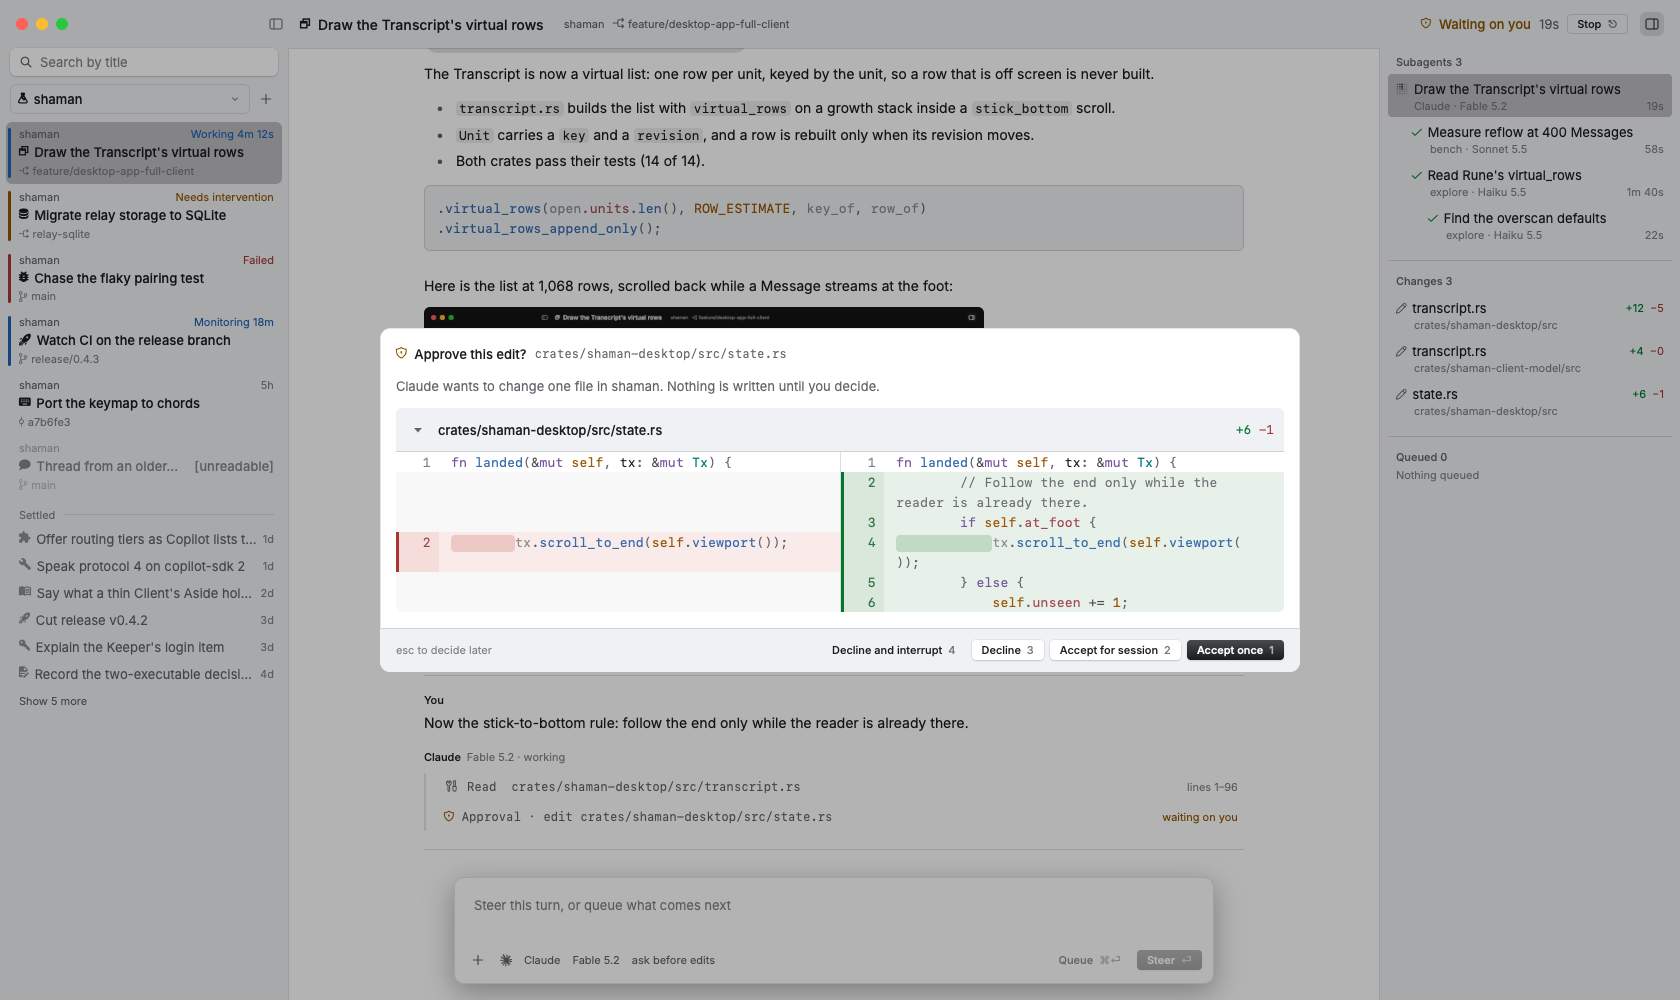 Draw the Transcript's virtual rows
shaman feature/desktop-app-full-client
Waiting on you 19s
Stop
Search by title
shaman
shaman Working 4m 12s
Draw the Transcript's virtual rows
feature/desktop-app-full-client
shaman Needs intervention
Migrate relay storage to SQLite
relay-sqlite
shaman Failed
Chase the flaky pairing test
main
shaman Monitoring 18m
Watch CI on the release branch
release/0.4.3
shaman 5h
Port the keymap to chords
a7b6fe3
shaman
Thread from an older... [unreadable]
main
Settled
Offer routing tiers as Copilot lists t... 1d
Speak protocol 4 on copilot-sdk 2 1d
Say what a thin Client's Aside hol... 2d
Cut release v0.4.2 3d
Explain the Keeper's login item 3d
Record the two-executable decisi... 4d
Show 5 more
The Transcript is now a virtual list: one row per unit, keyed by the unit, so a row that is off screen is never built.
• transcript.rs builds the list with virtual_rows on a growth stack inside a stick_bottom scroll.
• Unit carries a key and a revision, and a row is rebuilt only when its revision moves.
• Both crates pass their tests (14 of 14).
.virtual_rows(open.units.len(), ROW_ESTIMATE, key_of, row_of)
.virtual_rows_append_only();
Here is the list at 1,068 rows, scrolled back while a Message streams at the foot:
Draw the Transcript's virtual rows shaman feature/desktop-app-full-client
Approve this edit? crates/shaman-desktop/src/state.rs
Claude wants to change one file in shaman. Nothing is written until you decide.
crates/shaman-desktop/src/state.rs +6 −1
1 fn landed(&mut self, tx: &mut Tx) {
2 tx.scroll_to_end(self.viewport());
1 fn landed(&mut self, tx: &mut Tx) {
2 // Follow the end only while the
reader is already there.
3 if self.at_foot {
4 tx.scroll_to_end(self.viewport(
));
5 } else {
6 self.unseen += 1;
esc to decide later
Decline and interrupt 4
Decline 3
Accept for session 2
Accept once 1
You
Now the stick-to-bottom rule: follow the end only while the reader is already there.
Claude Fable 5.2 · working
Read crates/shaman-desktop/src/transcript.rs lines 1–96
Approval · edit crates/shaman-desktop/src/state.rs waiting on you
Steer this turn, or queue what comes next
+ Claude Fable 5.2 ask before edits
Queue ⌘⏎
Steer ⏎
Subagents 3
Draw the Transcript's virtual rows
Claude · Fable 5.2 19s
Measure reflow at 400 Messages
bench · Sonnet 5.5 58s
Read Rune's virtual_rows
explore · Haiku 5.5 1m 40s
Find the overscan defaults
explore · Haiku 5.5 22s
Changes 3
transcript.rs +12 −5
crates/shaman-desktop/src
transcript.rs +4 −0
crates/shaman-client-model/src
state.rs +6 −1
crates/shaman-desktop/src
Queued 0
Nothing queued